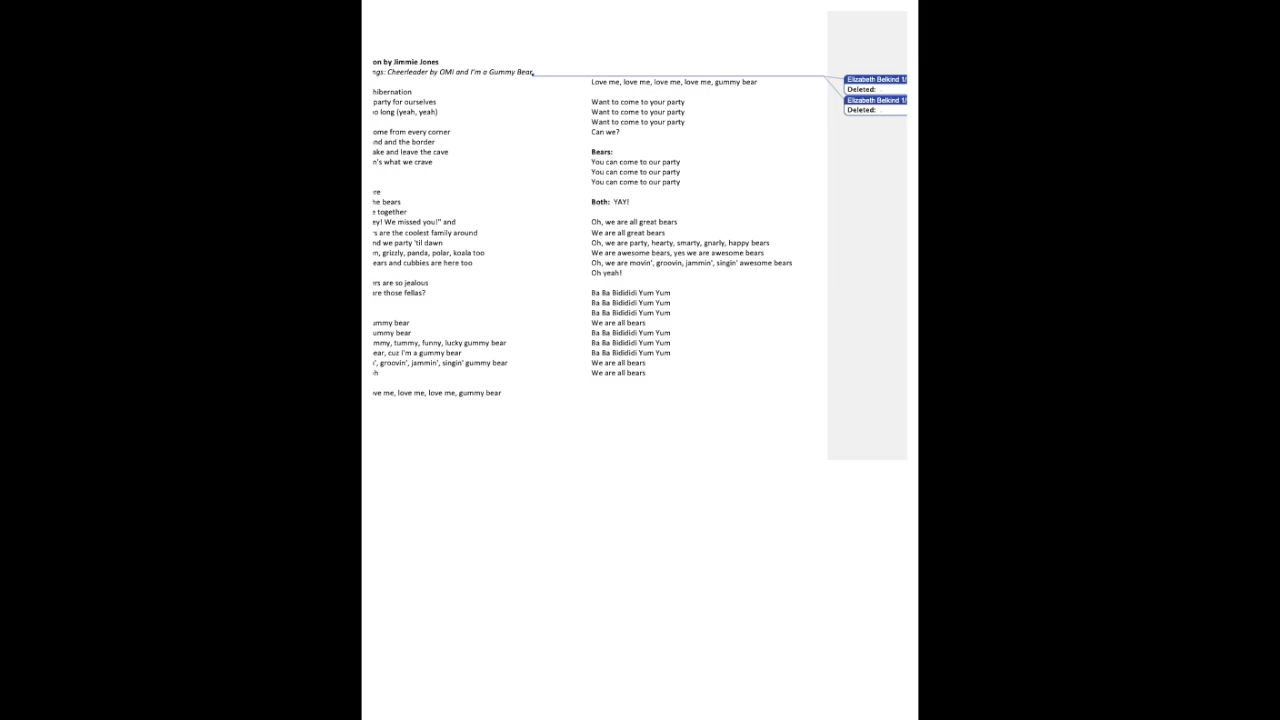 on by Jimmie Jones
ngs: Cheerleader by OMI and I'm a Gummy Bear
hibernation
party for ourselves
oo long (yeah, yeah)
ome from every corner
nd and the border
ake and leave the cave
n's what we crave
re
he bears
e together
ey! We missed you!" and
rs are the coolest family around
nd we party 'til dawn
n, grizzly, panda, polar, koala too
ears and cubbies are here too
rs are so jealous
re those fellas?
ummy bear
ummy bear
mmy, tummy, funny, lucky gummy bear
ear, cuz I'm a gummy bear
', groovin', jammin', singin' gummy bear
h
ve me, love me, love me, gummy bear
Love me, love me, love me, love me, gummy bear
Want to come to your party
Want to come to your party
Want to come to your party
Can we?
Bears:
You can come to our party
You can come to our party
You can come to our party
Both: YAY!
Oh, we are all great bears
We are all great bears
Oh, we are party, hearty, smarty, gnarly, happy bears
We are awesome bears, yes we are awesome bears
Oh, we are movin', groovin, jammin', singin' awesome bears
Oh yeah!
Ba Ba Bidididi Yum Yum
Ba Ba Bidididi Yum Yum
Ba Ba Bidididi Yum Yum
We are all bears
Ba Ba Bidididi Yum Yum
Ba Ba Bidididi Yum Yum
Ba Ba Bidididi Yum Yum
We are all bears
We are all bears
Elizabeth Belkind 1/
Deleted:
Elizabeth Belkind 1/
Deleted: